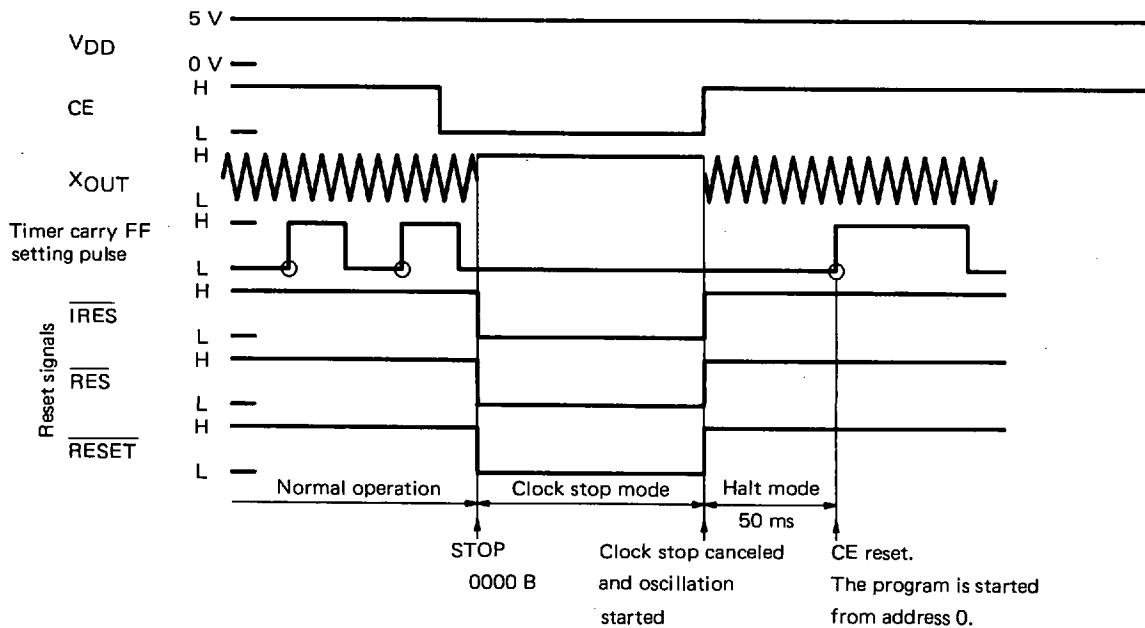 5 V
VDD
0 V
H
CE
L
H
XOUT
L
H
Timer carry FF
setting pulse
L
H
IRES
L
H
RES
L
H
RESET
L
Reset signals
Normal operation
Clock stop mode
Halt mode
50 ms
STOP
0000 B
Clock stop canceled
and oscillation
started
CE reset.
The program is started
from address 0.